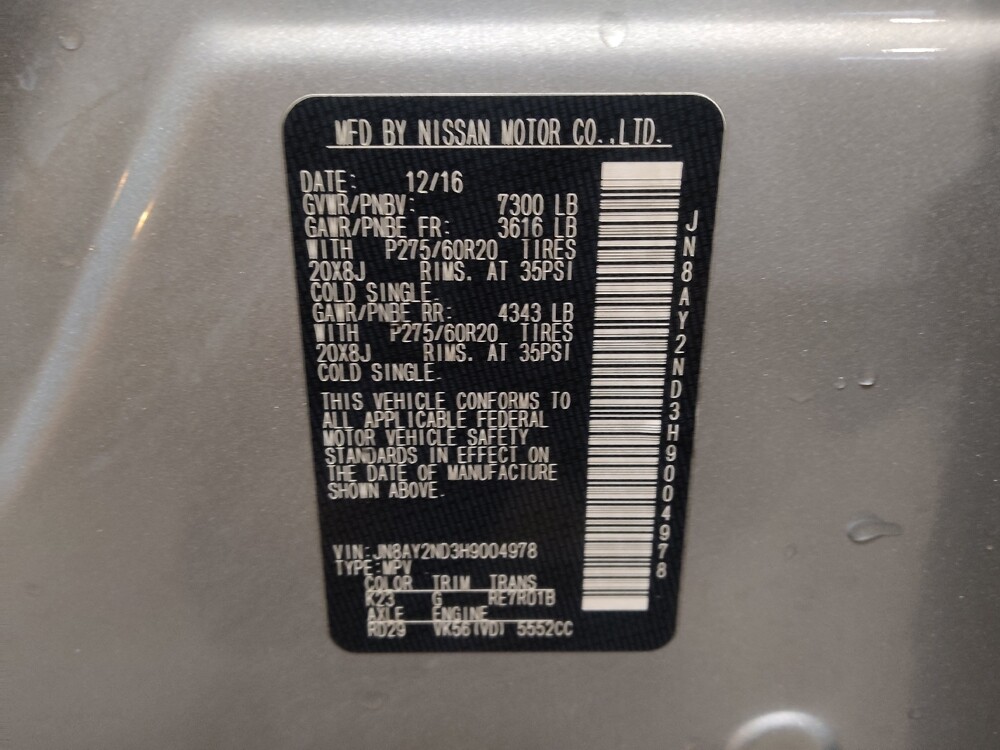 MFD BY NISSAN MOTOR CO.,LTD.
DATE: 12/16
GVWR/PNBV: 7300 LB
GAWR/PNBE FR: 3616 LB
WITH P275/60R20 TIRES
20X8J RIMS. AT 35PSI
COLD SINGLE.
GAWR/PNBE RR: 4343 LB
WITH P275/60R20 TIRES
20X8J RIMS. AT 35PSI
COLD SINGLE.
THIS VEHICLE CONFORMS TO
ALL APPLICABLE FEDERAL
MOTOR VEHICLE SAFETY
STANDARDS IN EFFECT ON
THE DATE OF MANUFACTURE
SHOWN ABOVE.
VIN:JN8AY2ND3H9004978
TYPE:MPV
COLOR TRIM TRANS
K23 G RE7R01B
AXLE ENGINE
RD29 VK56(VD) 5552CC
JN8AY2ND3H9004978